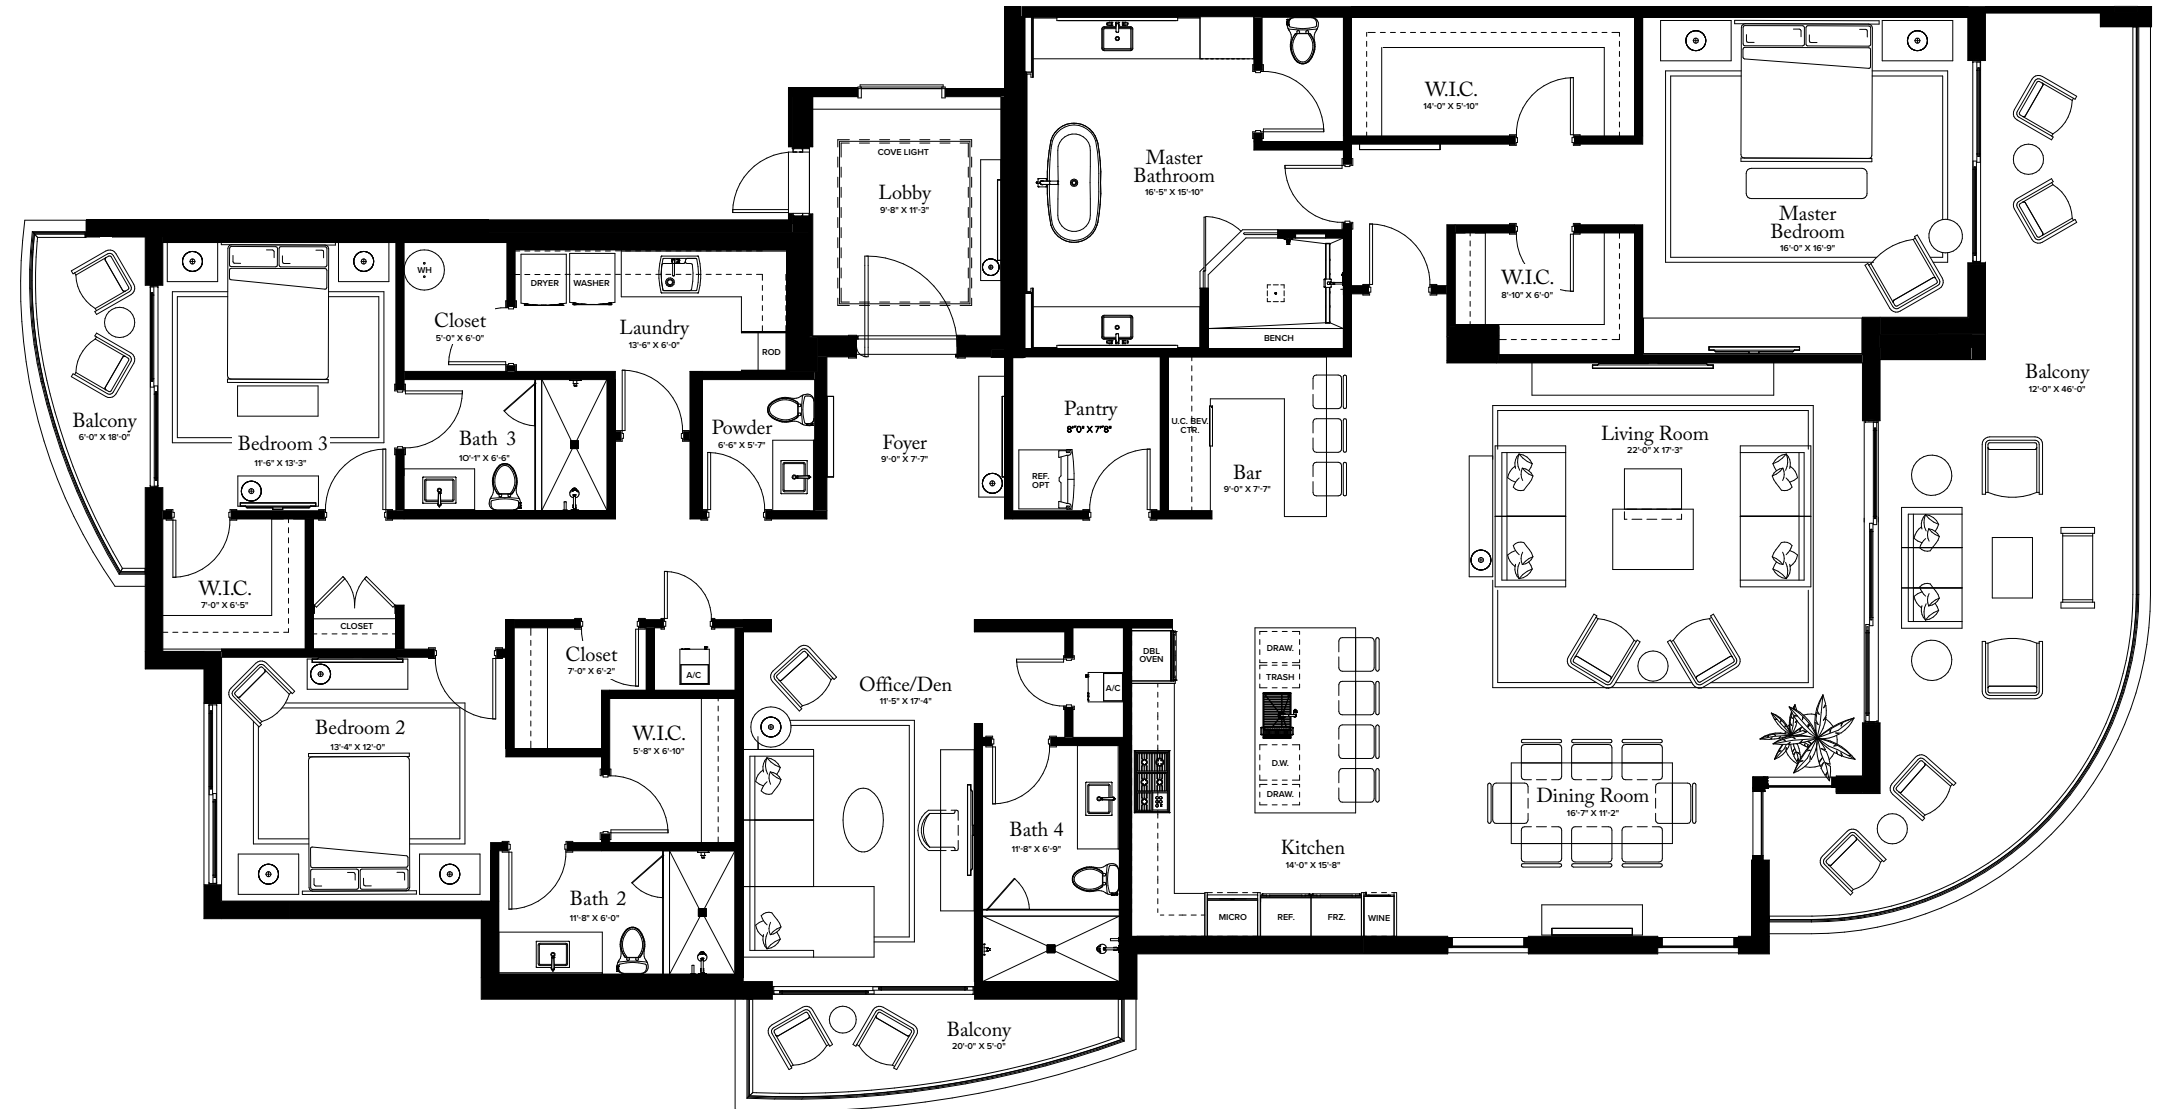 W.I.C.
14'-0" X 5'-10"
COVE LIGHT
Lobby
9'-8" X 11'-3"
Master
Bathroom
16'-5" X 15'-10"
Master
Bedroom
16'-0" X 16'-9"
W.I.C.
8'-10" X 6'-0"
WH
DRYER
WASHER
Closet
5'-0" X 6'-0"
Laundry
13'-6" X 6'-0"
ROD
BENCH
Balcony
12'-0" X 46'-0"
Balcony
6'-0" X 18'-0"
Bedroom 3
11'-6" X 13'-3"
Bath 3
10'-1" X 6'-6"
Powder
6'-6" X 5'-7"
Foyer
9'-0" X 7'-7"
Pantry
REF.
OPT
U.C. BEV.
CTR.
Bar
9'-0" X 7'-7"
Living Room
22'-0" X 17'-3"
W.I.C.
7'-0" X 6'-5"
CLOSET
Closet
7'-0" X 6'-2"
A/C
Office/Den
11'-5" X 17'-4"
A/C
DBL
OVEN
DRAW.
TRASH
D.W.
DRAW.
Bedroom 2
13'-4" X 12'-0"
W.I.C.
5'-8" X 6'-10"
Dining Room
16'-7" X 11'-2"
Bath 4
11'-8" X 6'-9"
Kitchen
14'-0" X 15'-8"
Bath 2
11'-8" X 6'-0"
MICRO
REF.
FRZ.
WINE
Balcony
20'-0" X 5'-0"